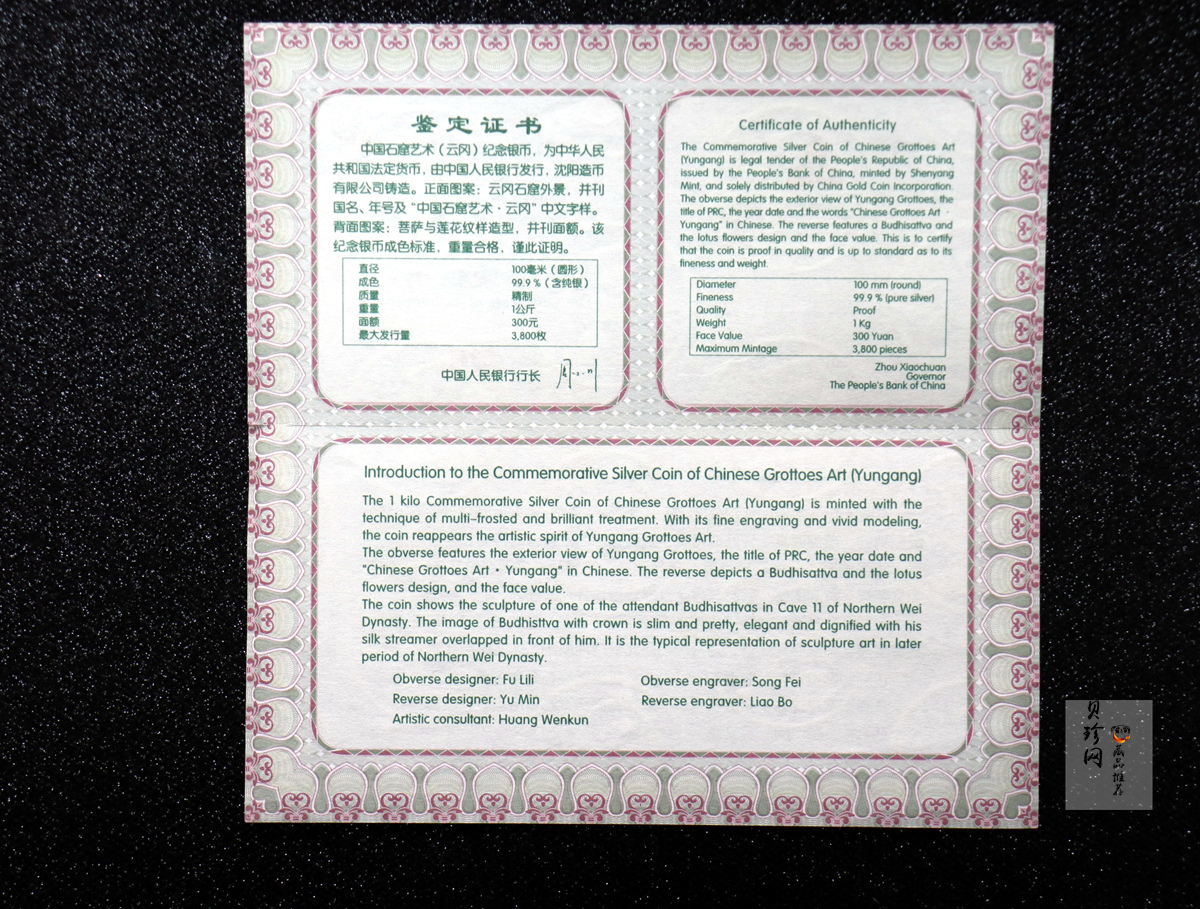 鉴定证书
中国石窟艺术（云冈）纪念银币，为中华人民
共和国法定货币，由中国人民银行发行，沈阳造币
有限公司铸造。正面图案：云冈石窟外景，并刊
国名、年号及“中国石窟艺术·云冈”中文字样。
背面图案：菩萨与莲花纹样造型，并刊面额。该
纪念银币成色标准，重量合格，谨此证明。
直径 100毫米（圆形）
成色 99.9％（含纯银）
质量 精制
重量 1公斤
面额 300元
最大发行量 3,800枚
中国人民银行行长
Certificate of Authenticity
The Commemorative Silver Coin of Chinese Grottoes Art
(Yungang) is legal tender of the People's Republic of China,
issued by the People's Bank of China, minted by Shenyang
Mint, and solely distributed by China Gold Coin Incorporation.
The obverse depicts the exterior view of Yungang Grottoes, the
title of PRC, the year date and the words "Chinese Grottoes Art ·
Yungang" in Chinese. The reverse features a Budhisattva and
the lotus flowers design and the face value. This is to certify
that the coin is proof in quality and is up to standard as to its
fineness and weight.
Diameter 100 mm (round)
Fineness 99.9 % (pure silver)
Quality Proof
Weight 1 Kg
Face Value 300 Yuan
Maximum Mintage 3,800 pieces
Zhou Xiaochuan
Governor
The People's Bank of China
Introduction to the Commemorative Silver Coin of Chinese Grottoes Art (Yungang)
The 1 kilo Commemorative Silver Coin of Chinese Grottoes Art (Yungang) is minted with the
technique of multi-frosted and brilliant treatment. With its fine engraving and vivid modeling,
the coin reappears the artistic spirit of Yungang Grottoes Art.
The obverse features the exterior view of Yungang Grottoes, the title of PRC, the year date and
"Chinese Grottoes Art · Yungang" in Chinese. The reverse depicts a Budhisattva and the lotus
flowers design, and the face value.
The coin shows the sculpture of one of the attendant Budhisattvas in Cave 11 of Northern Wei
Dynasty. The image of Budhisttva with crown is slim and pretty, elegant and dignified with his
silk streamer overlapped in front of him. It is the typical representation of sculpture art in later
period of Northern Wei Dynasty.
Obverse designer: Fu Lili Obverse engraver: Song Fei
Reverse designer: Yu Min Reverse engraver: Liao Bo
Artistic consultant: Huang Wenkun
贝珍网
藏品推荐